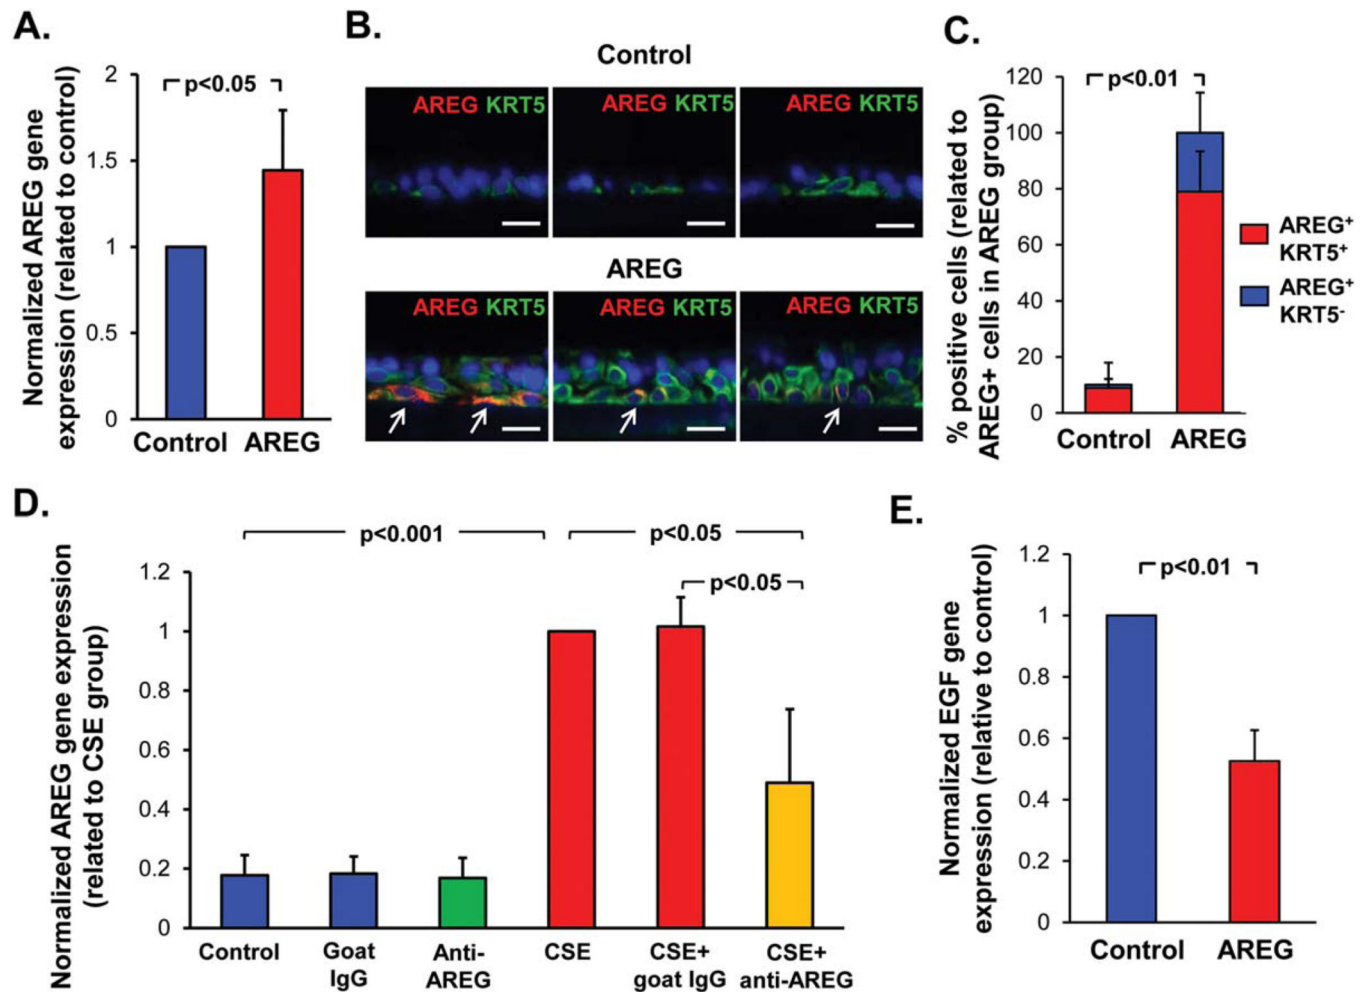 A.
Normalized AREG gene
expression (related to control)
2
1.5
1
0.5
0
p<0.05
Control AREG
B.
Control
AREG KRT5
AREG KRT5
AREG KRT5
AREG
AREG KRT5
AREG KRT5
AREG KRT5
C.
% positive cells (related to
AREG+ cells in AREG group)
120
100
80
60
40
20
0
p<0.01
Control AREG
AREG⁺
KRT5⁺
AREG⁺
KRT5⁻
D.
Normalized AREG gene expression
(related to CSE group)
1.2
1
0.8
0.6
0.4
0.2
0
p<0.001
p<0.05
p<0.05
Control
Goat
IgG
Anti-
AREG
CSE
CSE+
goat IgG
CSE+
anti-AREG
E.
Normalized EGF gene
expression (relative to control)
1.2
1
0.8
0.6
0.4
0.2
0
p<0.01
Control AREG